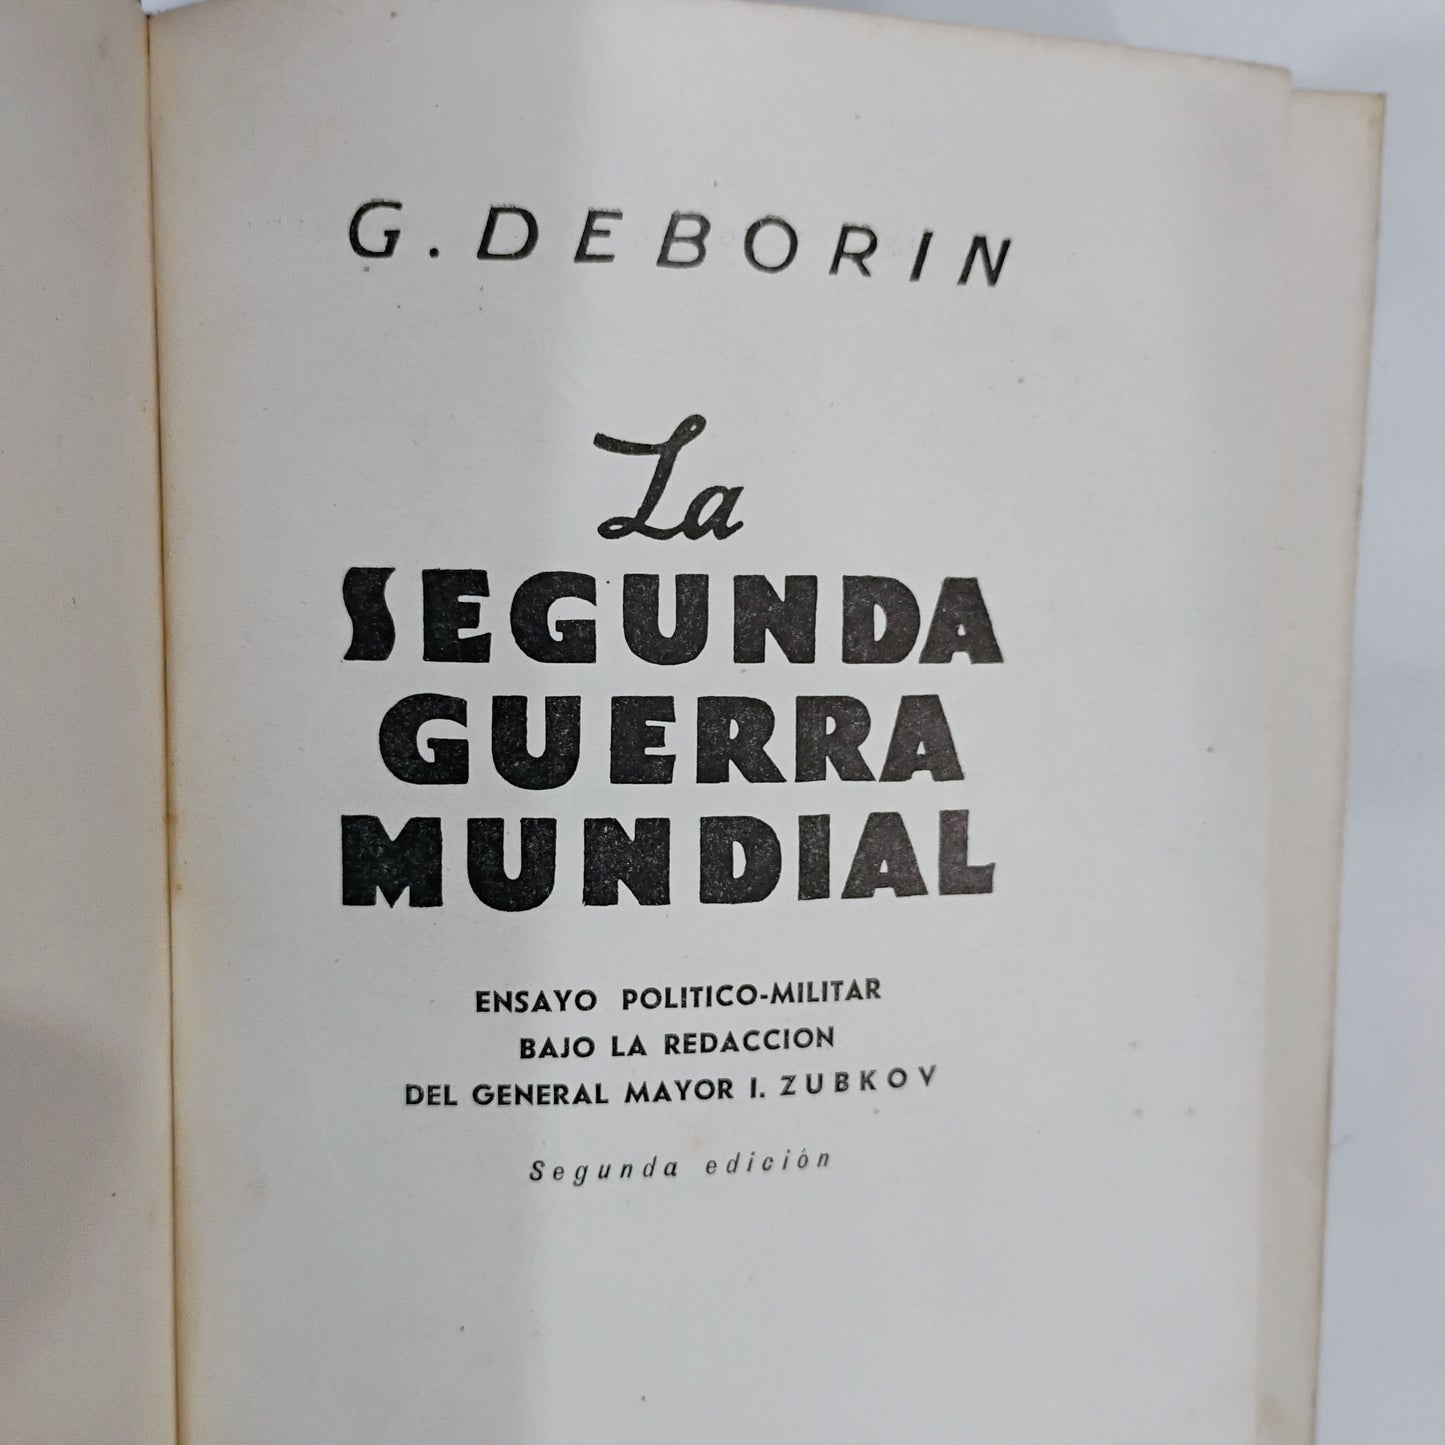 G. DEBORIN
La
SEGUNDA
GUERRA
MUNDIAL
ENSAYO POLITICO-MILITAR
BAJO LA REDACCION
DEL GENERAL MAYOR I. ZUBKOV
Segunda edición